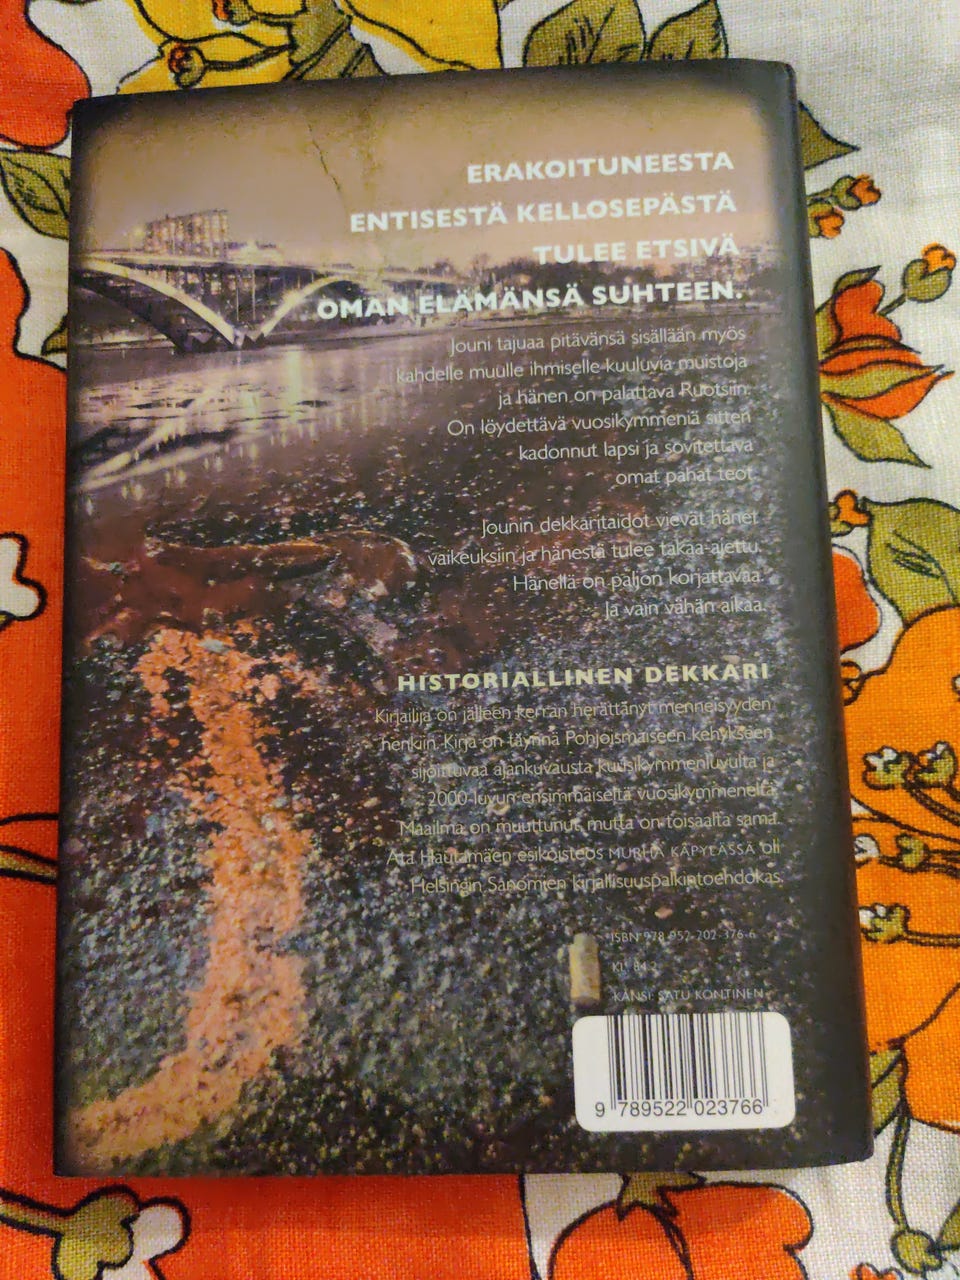 ERAKOITUNEESTA
ENTISESTÄ KELLOSEPÄSTÄ
TULEE ETSIVÄ
OMAN ELÄMÄNSÄ SUHTEEN.
Jouni tajuaa pitävänsä sisällään myös
kahdelle muulle ihmiselle kuuluvia muistoja
ja hänen on palattava Ruotsiin.
On löydettävä vuosikymmeniä sitten
kadonnut lapsi ja sovitettava
omat pahat teot.
Jounin dekkaritaidot vievät hänet
vaikeuksiin ja hänestä tulee takaa-ajettu.
Hänellä on paljon korjattavaa.
Ja vain vähän aikaa.
HISTORIALLINEN DEKKARI
Kirjailija on jälleen kerran herättänyt menneisyyden
henkiin. Kirja on täynnä Pohjoismaiseen kehykseen
sijoittuvaa ajankuvausta kuusikymmenluvulta ja
2000-luvun ensimmäiseltä vuosikymmeneltä.
Maailma on muuttunut, mutta on toisaalta sama.
Ata Hautamäen esikoisteos MURHA KÄPYLÄSSÄ oli
Helsingin Sanomien kirjallisuuspalkintoehdokas.
ISBN 978-952-202-376-6
KL 84.2
KANSI: SATU KONTINEN
9 789522 023766